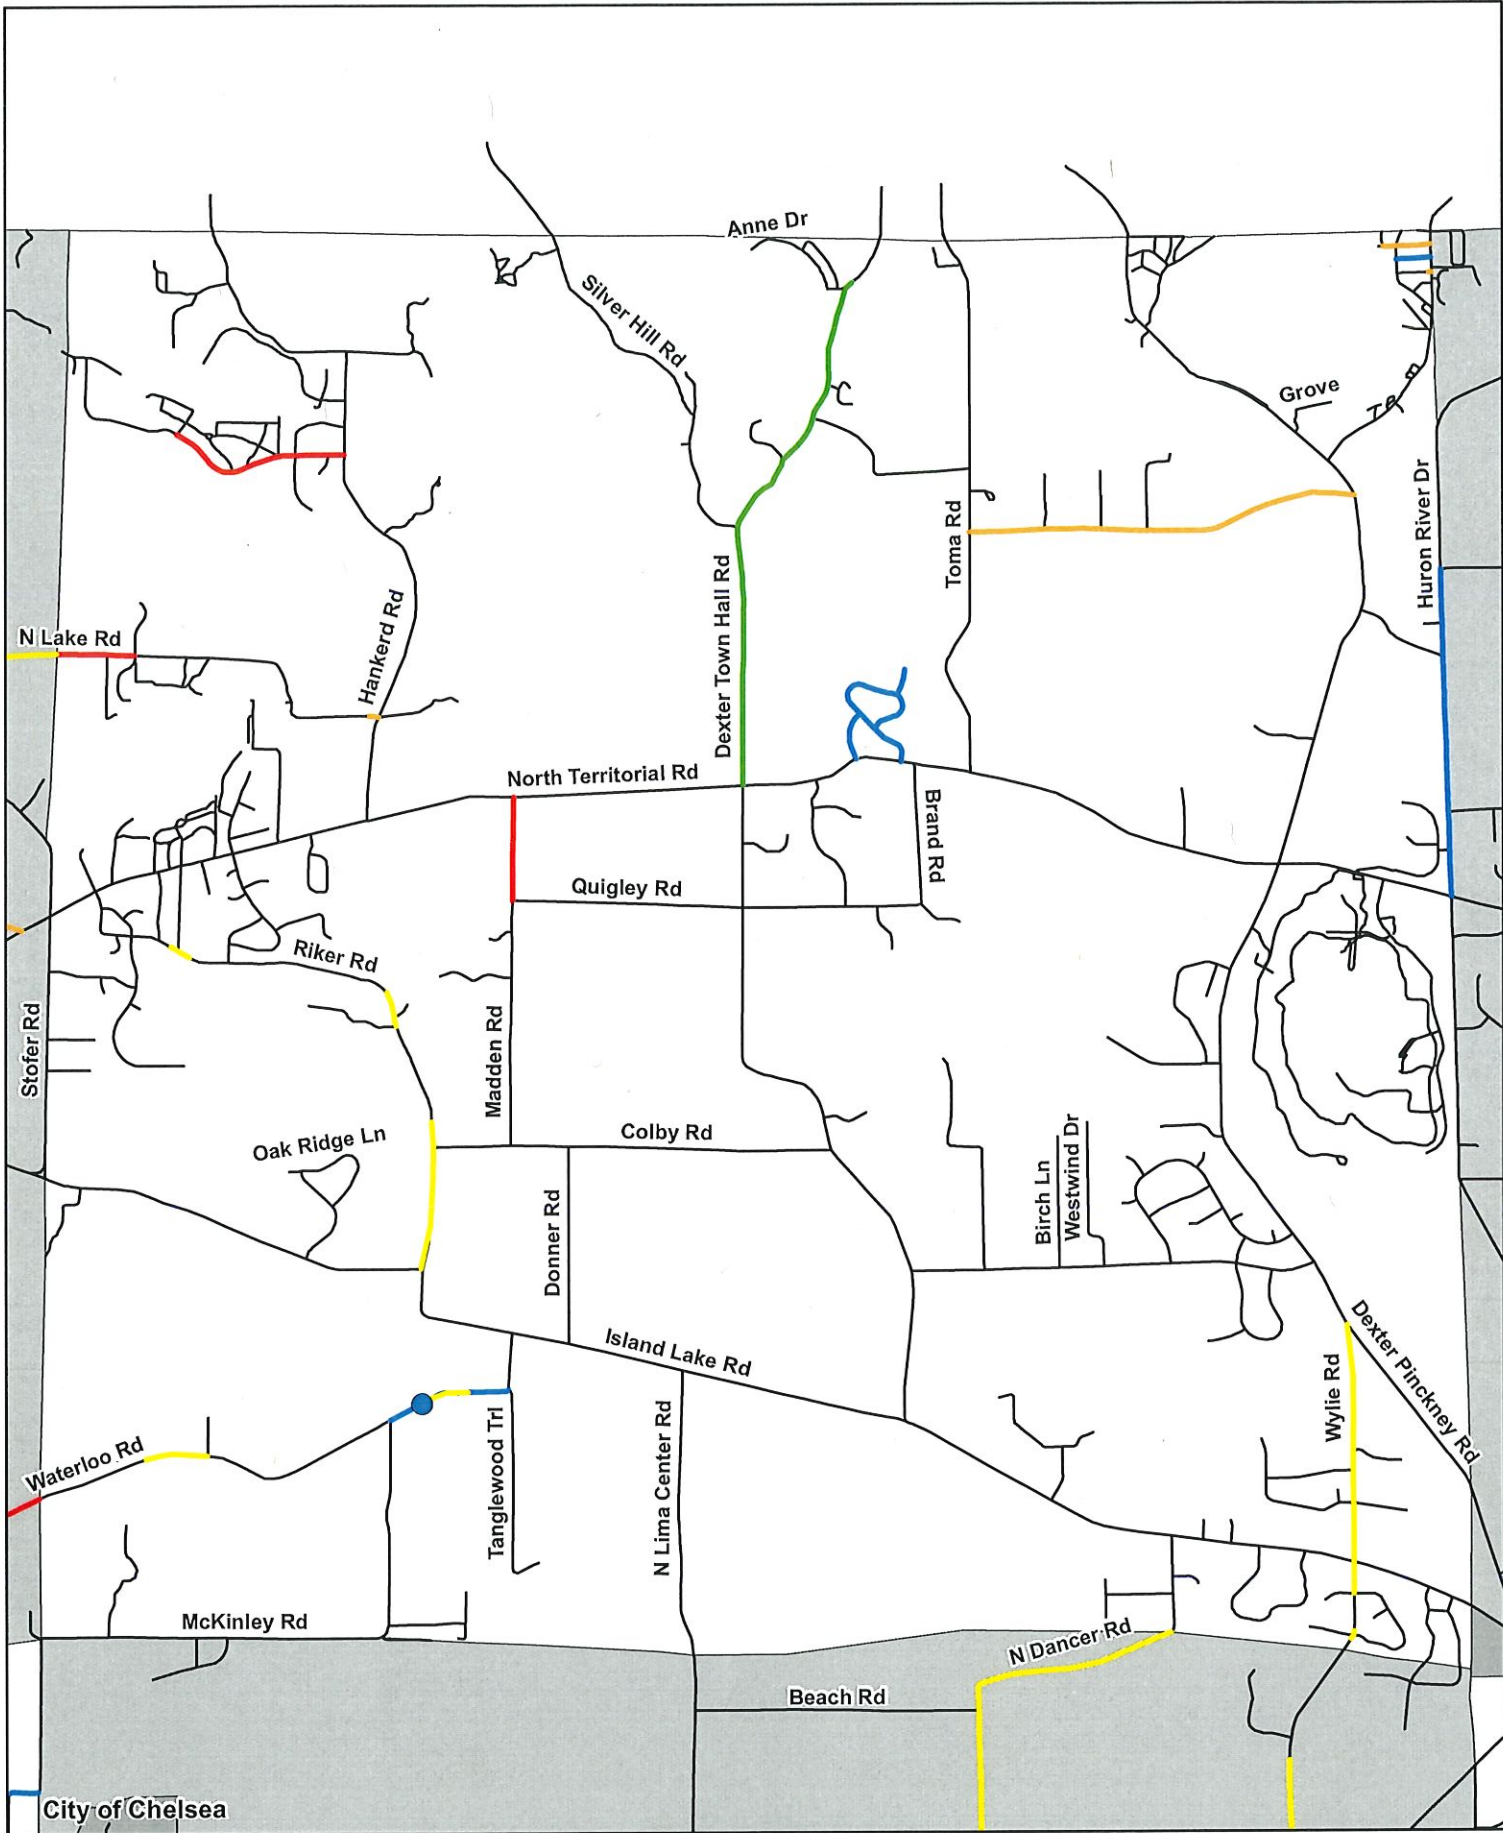 Anne Dr
Silver Hill Rd
Grove
Huron River Dr
Toma Rd
Dexter Town Hall Rd
Hankerd Rd
N Lake Rd
North Territorial Rd
Brand Rd
Quigley Rd
Riker Rd
Stofer Rd
Madden Rd
Colby Rd
Oak Ridge Ln
Birch Ln
Westwind Dr
Donner Rd
Island Lake Rd
Dexter Pinckney Rd
Wylie Rd
Waterloo Rd
Tanglewood Trl
N Lima Center Rd
McKinley Rd
N Dancer Rd
Beach Rd
City of Chelsea